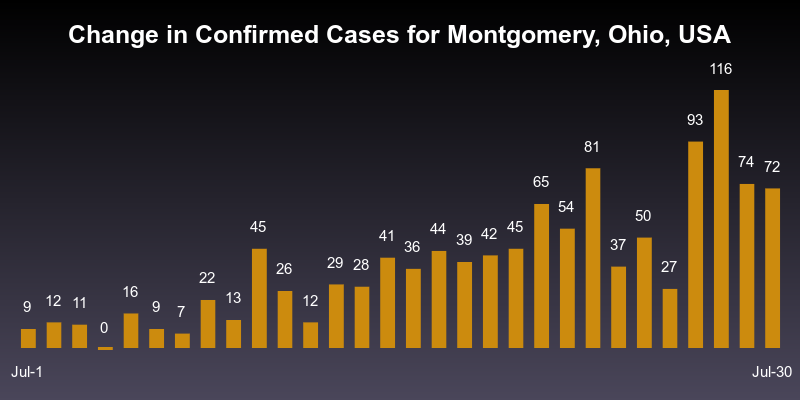 Change in Confirmed Cases for Montgomery, Ohio, USA
9 12 11 0 16 9 7 22 13 45 26 12 29 28 41 36 44 39 42 45 65 54 81 37 50 27 93 116 74 72
Jul-1 Jul-30